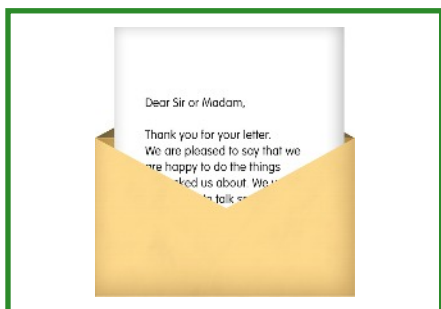 Dear Sir or Madam,
Thank you for your letter.
We are pleased to say that we
are happy to do the things
us about. We
talk